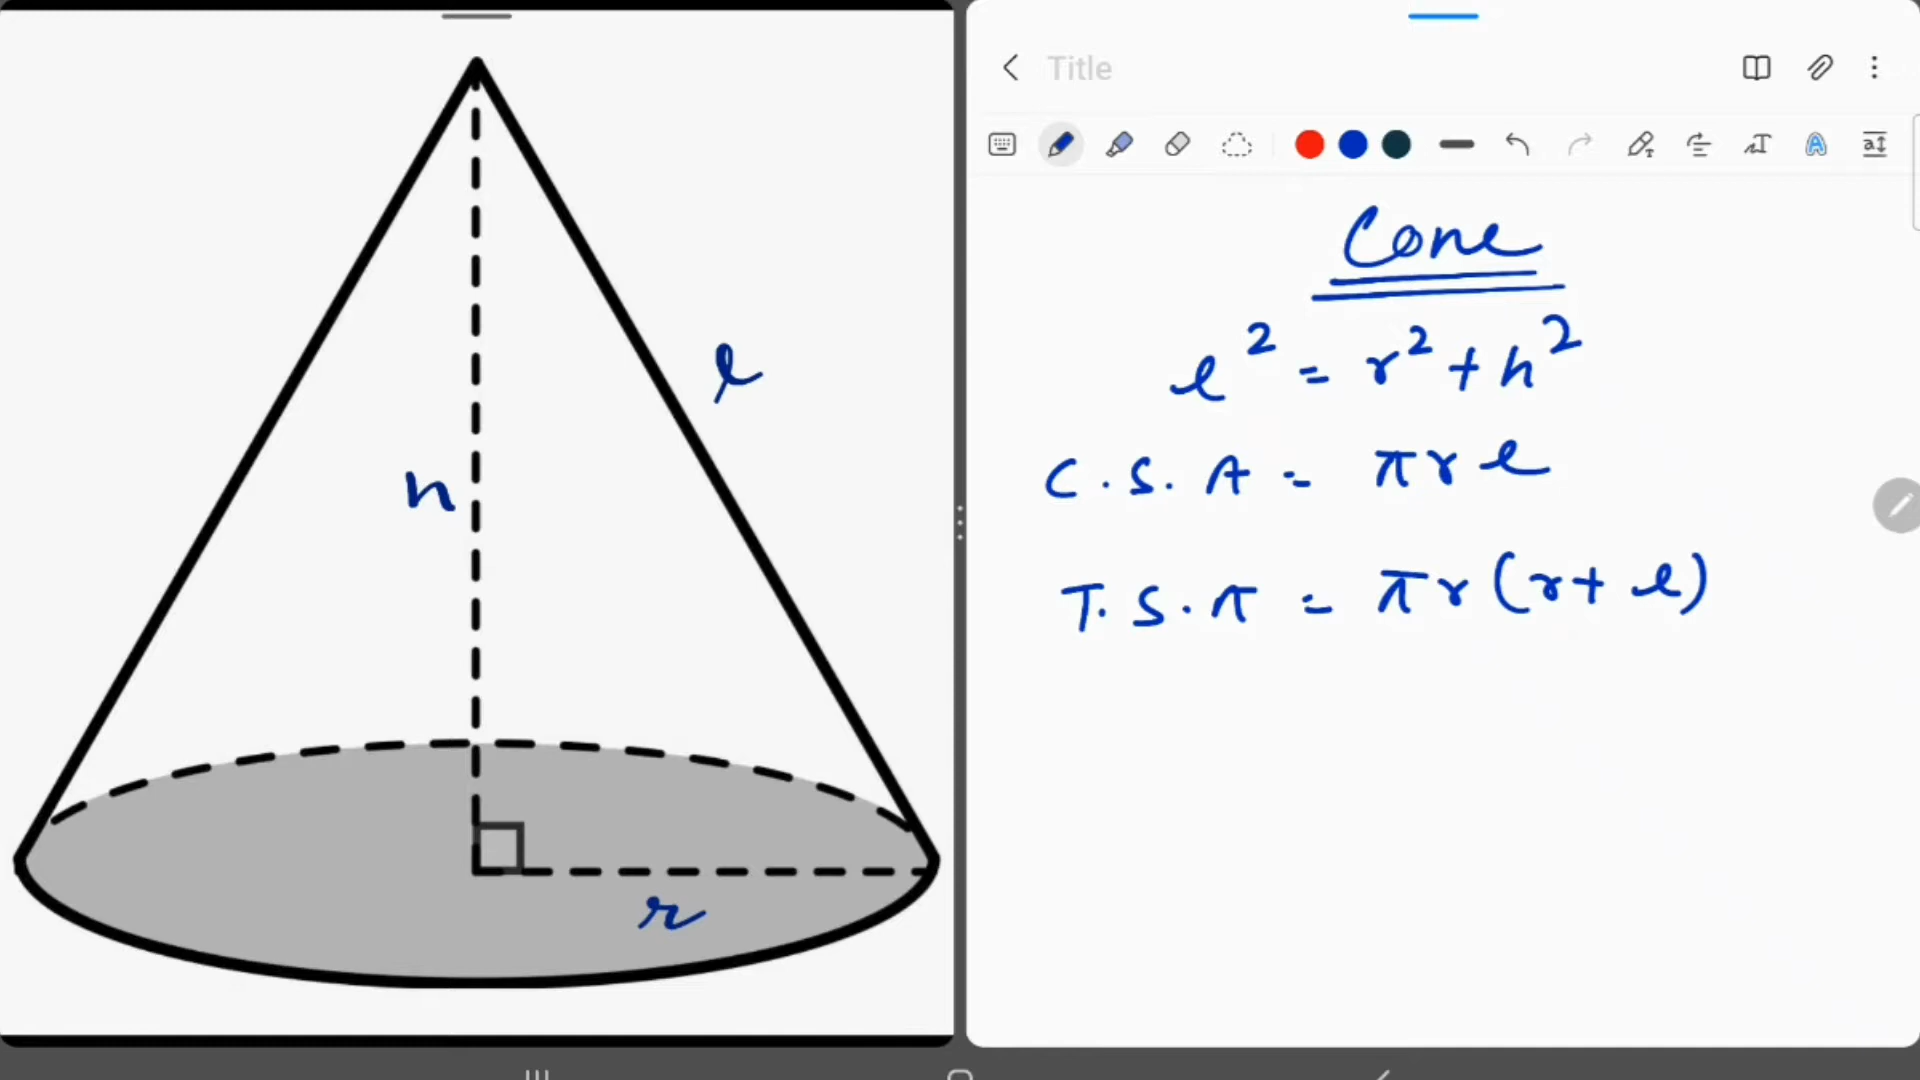 l
h
r
Title
Cone
l² = r² + h²
C.S.A = πrl
T.S.A = πr(r + l)